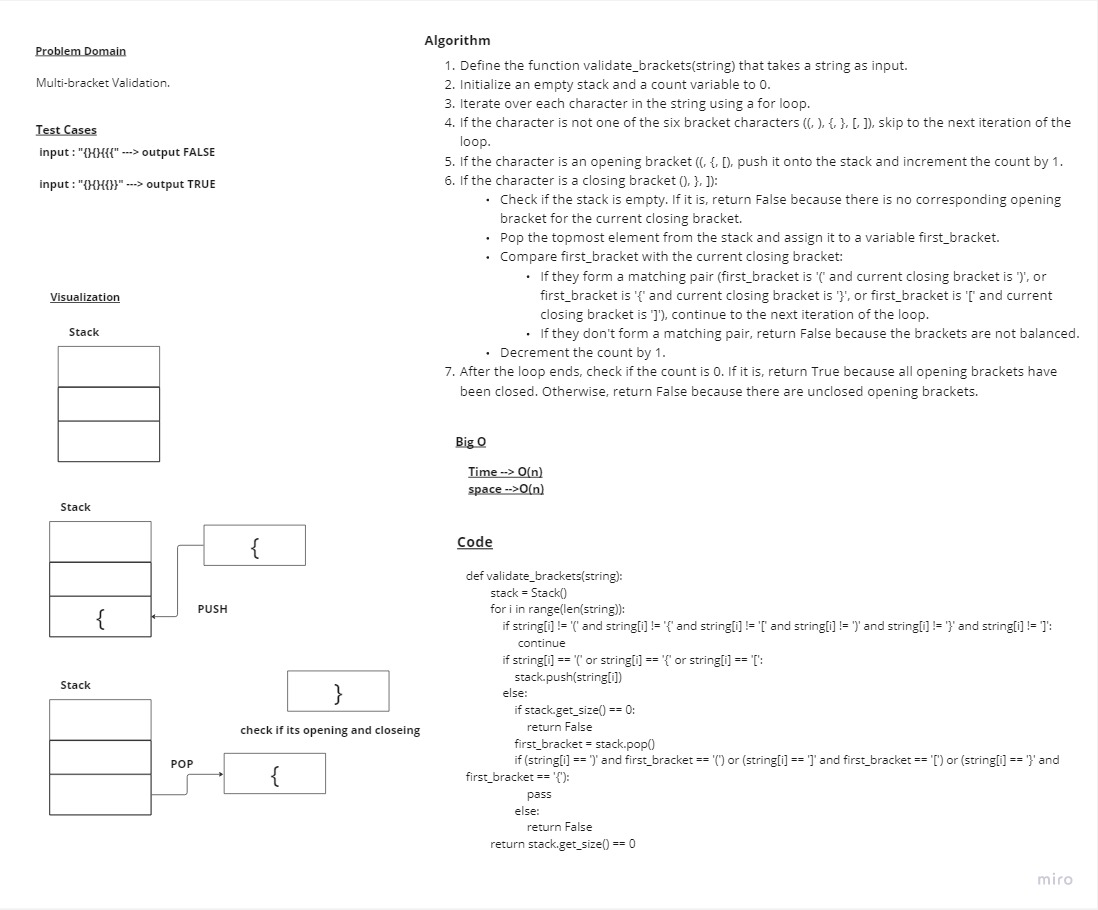 Problem Domain
Multi-bracket Validation.
Test Cases
input : "{}{}{{{" ---> output FALSE
input : "{}{}{{}}" ---> output TRUE
Visualization
Stack
Stack
{
{
PUSH
Stack
}
check if its opening and closeing
POP
{
Algorithm
1. Define the function validate_brackets(string) that takes a string as input.
2. Initialize an empty stack and a count variable to 0.
3. Iterate over each character in the string using a for loop.
4. If the character is not one of the six bracket characters ((, ), {, }, [, ]), skip to the next iteration of the
loop.
5. If the character is an opening bracket ((, {, [), push it onto the stack and increment the count by 1.
6. If the character is a closing bracket (), }, ]):
• Check if the stack is empty. If it is, return False because there is no corresponding opening
bracket for the current closing bracket.
• Pop the topmost element from the stack and assign it to a variable first_bracket.
• Compare first_bracket with the current closing bracket:
• If they form a matching pair (first_bracket is '(' and current closing bracket is ')', or
first_bracket is '{' and current closing bracket is '}', or first_bracket is '[' and current
closing bracket is ']'), continue to the next iteration of the loop.
• If they don't form a matching pair, return False because the brackets are not balanced.
• Decrement the count by 1.
7. After the loop ends, check if the count is 0. If it is, return True because all opening brackets have
been closed. Otherwise, return False because there are unclosed opening brackets.
Big O
Time --> O(n)
space -->O(n)
Code
def validate_brackets(string):
stack = Stack()
for i in range(len(string)):
if string[i] != '(' and string[i] != '{' and string[i] != '[' and string[i] != ')' and string[i] != '}' and string[i] != ']':
continue
if string[i] == '(' or string[i] == '{' or string[i] == '[':
stack.push(string[i])
else:
if stack.get_size() == 0:
return False
first_bracket = stack.pop()
if (string[i] == ')' and first_bracket == '(') or (string[i] == ']' and first_bracket == '[') or (string[i] == '}' and
first_bracket == '{'):
pass
else:
return False
return stack.get_size() == 0
miro